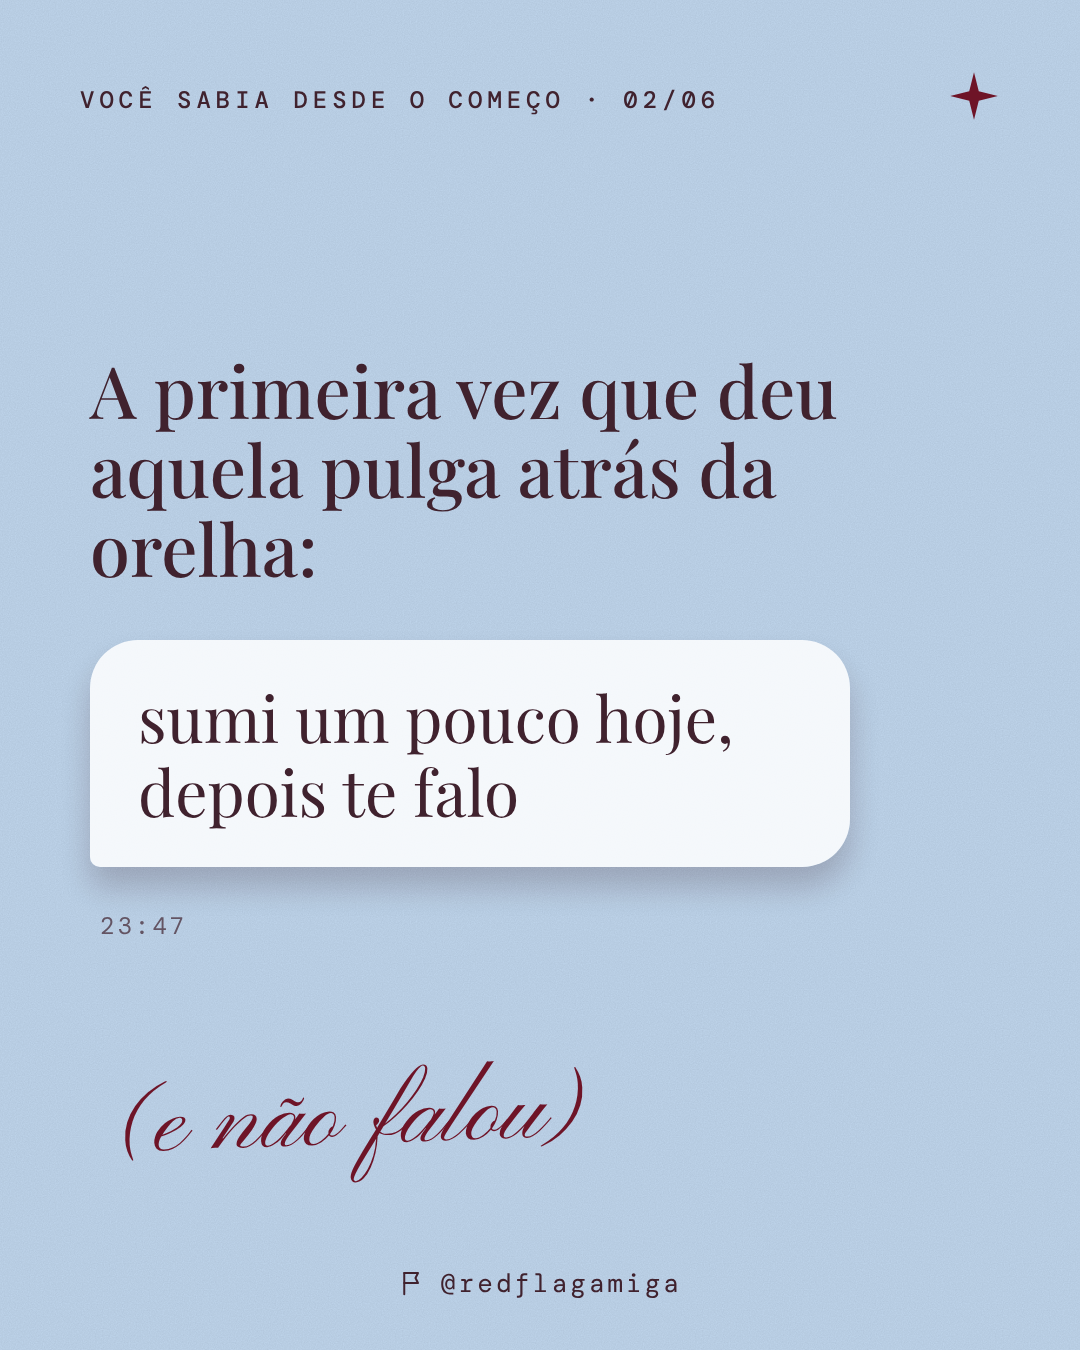 VOCÊ SABIA DESDE O COMEÇO · 02/06
A primeira vez que deu
aquela pulga atrás da
orelha:
sumi um pouco hoje,
depois te falo
23:47
(e não falou)
@redflagamiga